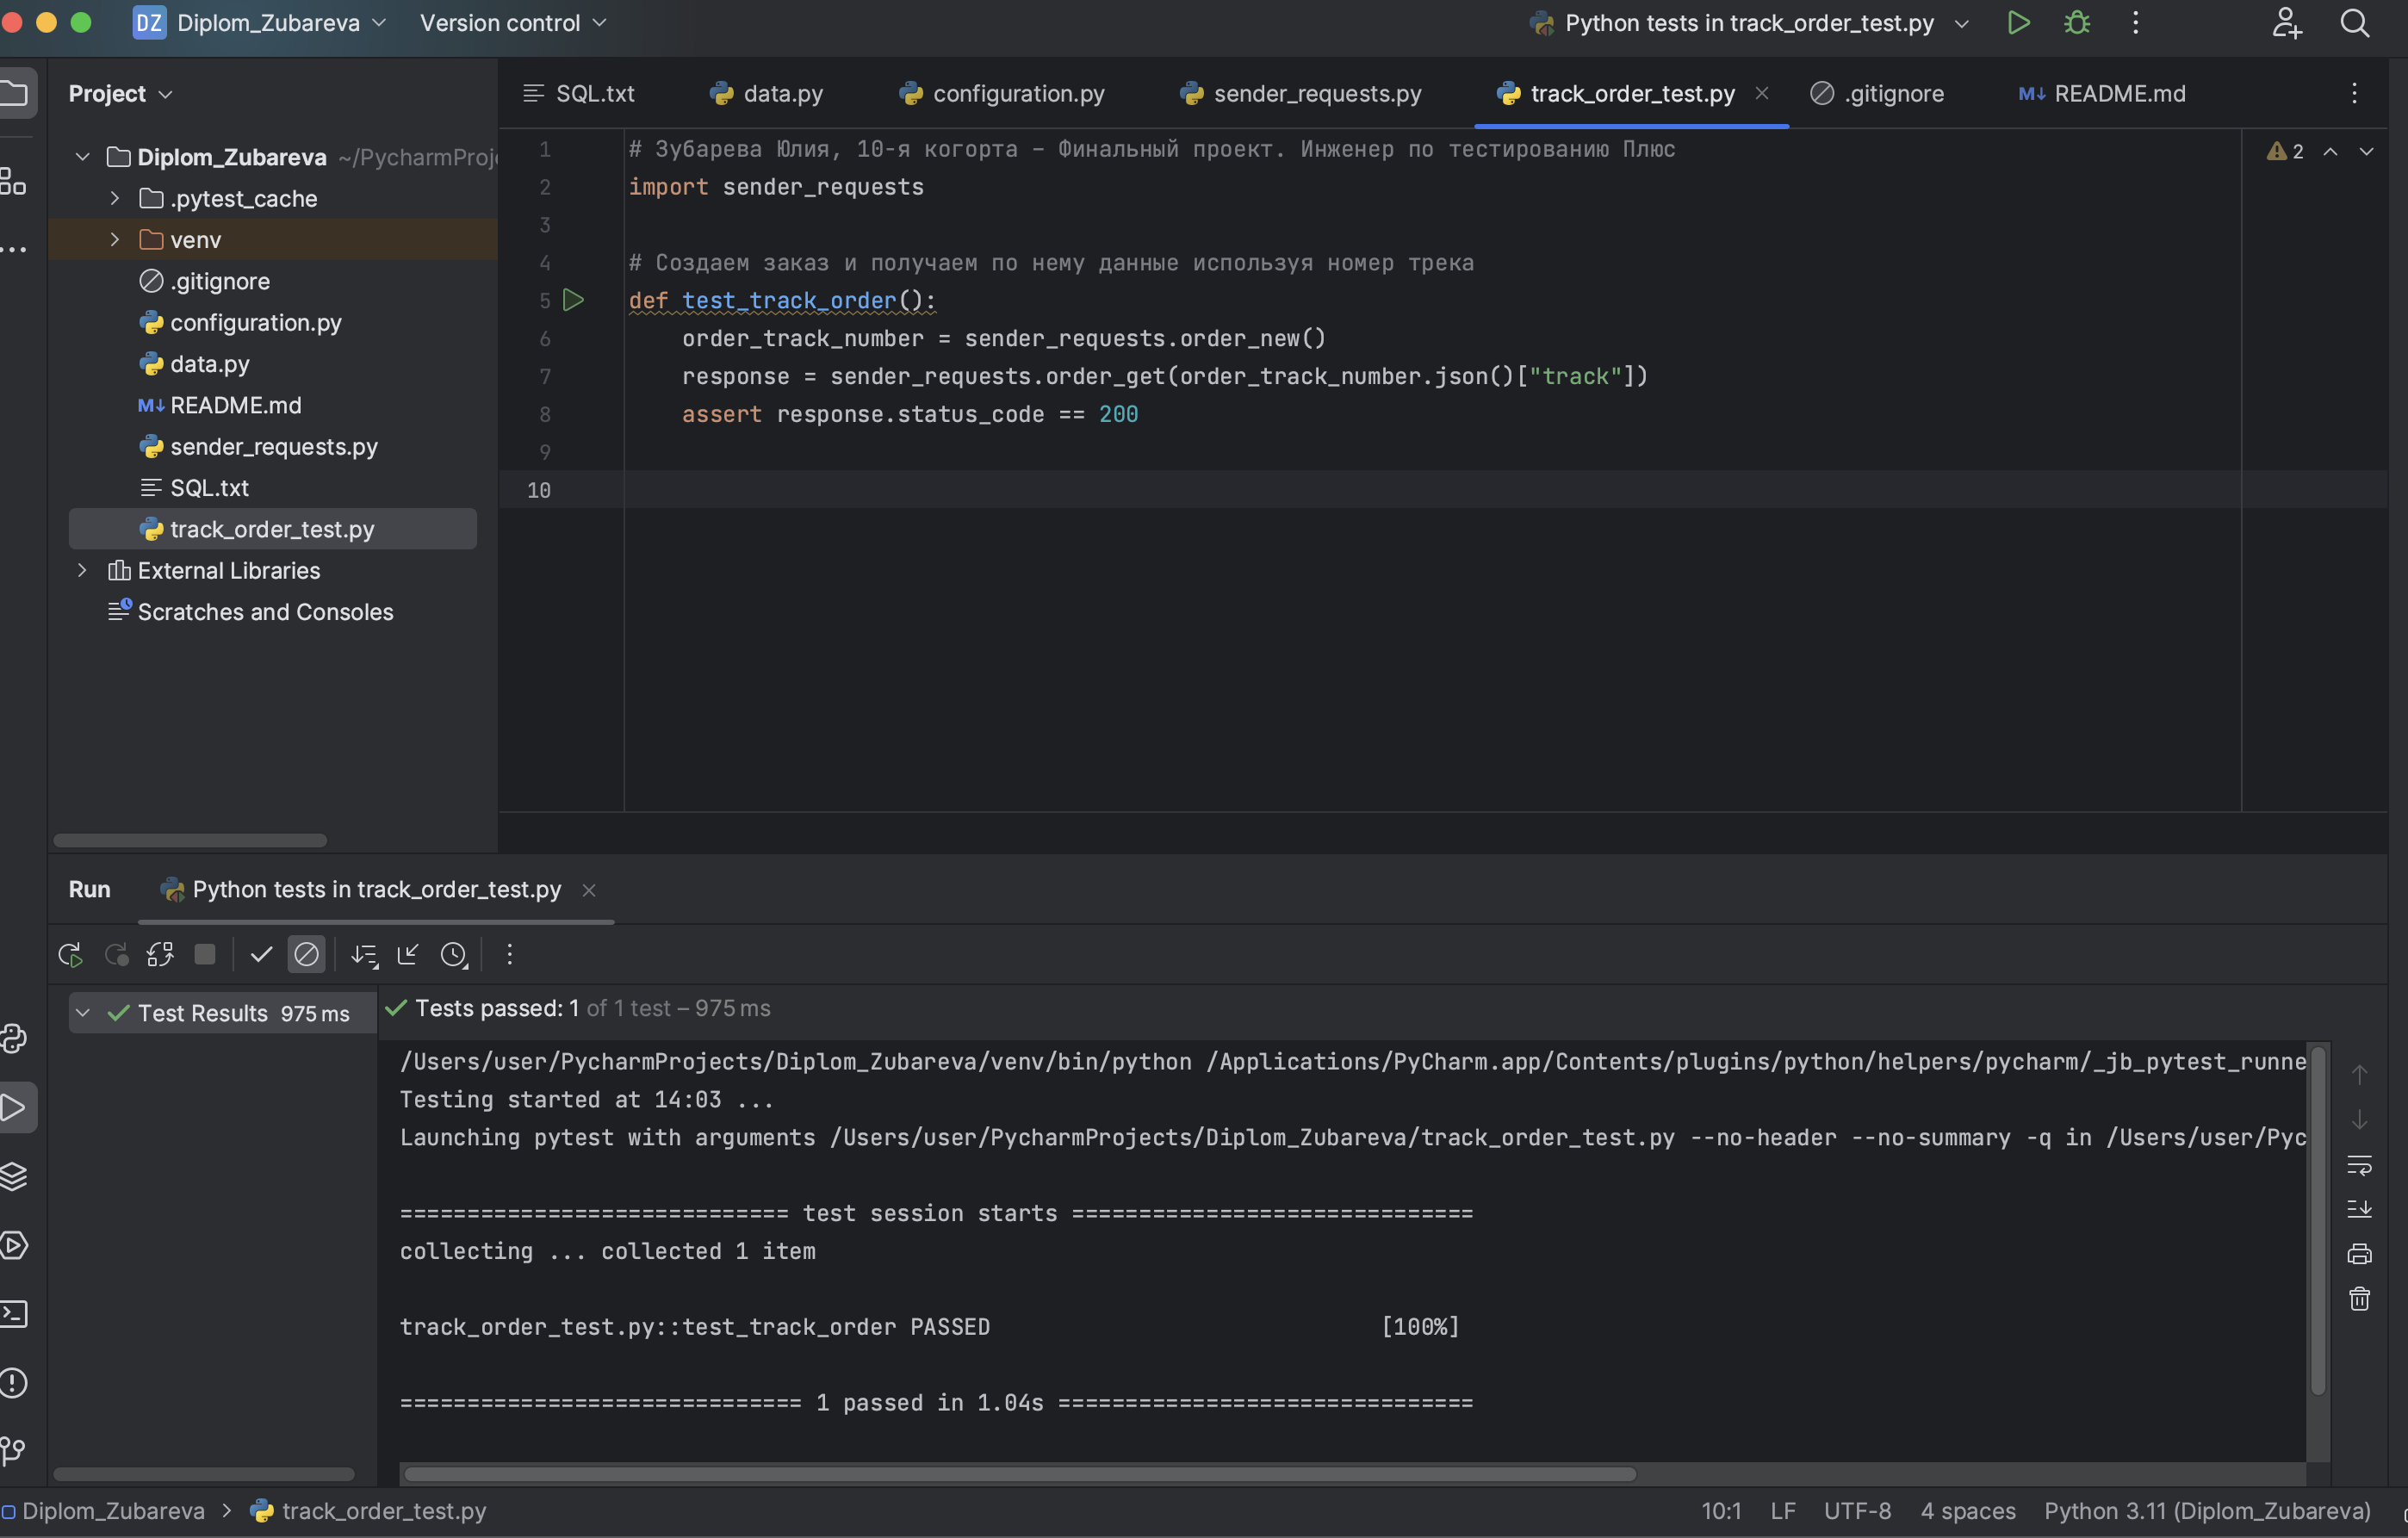 DZ Diplom_Zubareva Version control Python tests in track_order_test.py
Project
SQL.txt data.py configuration.py sender_requests.py track_order_test.py .gitignore M↓ README.md
Diplom_Zubareva ~/PycharmProj
.pytest_cache
venv
.gitignore
configuration.py
data.py
M↓ README.md
sender_requests.py
SQL.txt
track_order_test.py
External Libraries
Scratches and Consoles
1 # Зубарева Юлия, 10-я когорта – Финальный проект. Инженер по тестированию Плюс
2 import sender_requests
3
4 # Создаем заказ и получаем по нему данные используя номер трека
5 def test_track_order():
6 order_track_number = sender_requests.order_new()
7 response = sender_requests.order_get(order_track_number.json()["track"])
8 assert response.status_code == 200
9
10
2
Run Python tests in track_order_test.py
Test Results 975 ms
Tests passed: 1 of 1 test – 975 ms
/Users/user/PycharmProjects/Diplom_Zubareva/venv/bin/python /Applications/PyCharm.app/Contents/plugins/python/helpers/pycharm/_jb_pytest_runne
Testing started at 14:03 ...
Launching pytest with arguments /Users/user/PycharmProjects/Diplom_Zubareva/track_order_test.py --no-header --no-summary -q in /Users/user/Pyc
============================= test session starts ==============================
collecting ... collected 1 item
track_order_test.py::test_track_order PASSED [100%]
============================== 1 passed in 1.04s ===============================
Diplom_Zubareva > track_order_test.py 10:1 LF UTF-8 4 spaces Python 3.11 (Diplom_Zubareva)